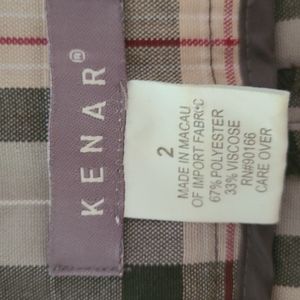 KENAR®
2
MADE IN MACAU
OF IMPORT FABRIC
67% POLYESTER
33% VISCOSE
RN#90166
CARE OVER